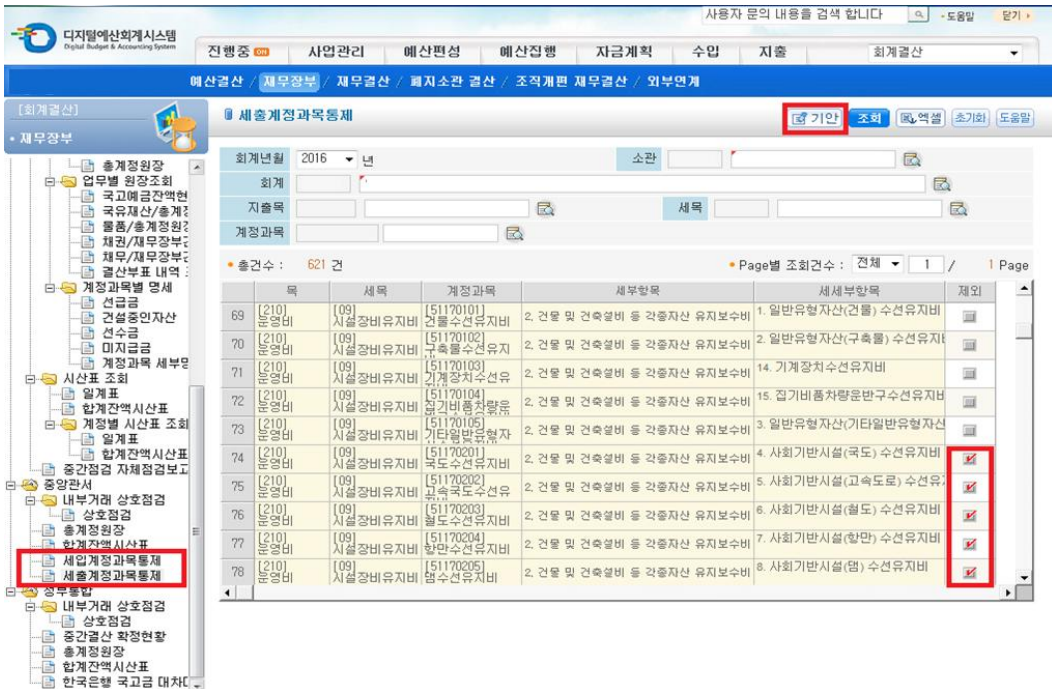 사용자 문의 내용을 검색 합니다 도움말 닫기
디지털예산회계시스템
Digital Budget & Accounting System
진행중 ON 사업관리 예산편성 예산집행 자금계획 수입 지출 회계결산
예산결산 / 재무장부 / 재무결산 / 폐지소관 결산 / 조직개편 재무결산 / 외부연계
[회계결산]
• 재무장부
세출계정과목통제 기안 조회 엑셀 초기화 도움말
회계년월 2016 년 소관
회계
지출목 세목
계정과목
• 총건수 : 621 건 • Page별 조회건수 : 전체 1 / 1 Page
총계정원장
업무별 원장조회
국고예금잔액현
국유재산/총계정
물품/총계정원장
채권/재무장부
채무/재무장부
결산부표 내역
계정과목별 명세
선급금
건설중인자산
선수금
미지급금
계정과목 세부명
시산표 조회
일계표
합계잔액시산표
계정별 시산표 조회
일계표
합계잔액시산표
중간점검 자체점검보고
중앙관서
내부거래 상호점검
상호점검
총계정원장
합계잔액시산표
세입계정과목통제
세출계정과목통제
정부통합
내부거래 상호점검
상호점검
중간결산 확정현황
총계정원장
합계잔액시산표
한국은행 국고금 대차
목 세목 계정과목 세부항목 세세부항목 제외
69 [210] 운영비 [09] 시설장비유지비 [51170101] 건물수선유지비 2. 건물 및 건축설비 등 각종자산 유지보수비 1. 일반유형자산(건물) 수선유지비
70 [210] 운영비 [09] 시설장비유지비 [51170102] 구축물수선유지 2. 건물 및 건축설비 등 각종자산 유지보수비 2. 일반유형자산(구축물) 수선유지비
71 [210] 운영비 [09] 시설장비유지비 [51170103] 기계장치수선유 2. 건물 및 건축설비 등 각종자산 유지보수비 14. 기계장치수선유지비
72 [210] 운영비 [09] 시설장비유지비 [51170104] 집기비품차량운 2. 건물 및 건축설비 등 각종자산 유지보수비 15. 집기비품차량운반구수선유지비
73 [210] 운영비 [09] 시설장비유지비 [51170105] 기타일반유형자 2. 건물 및 건축설비 등 각종자산 유지보수비 3. 일반유형자산(기타일반유형자산
74 [210] 운영비 [09] 시설장비유지비 [51170201] 국도수선유지비 2. 건물 및 건축설비 등 각종자산 유지보수비 4. 사회기반시설(국도) 수선유지비
75 [210] 운영비 [09] 시설장비유지비 [51170202] 고속국도수선유 2. 건물 및 건축설비 등 각종자산 유지보수비 5. 사회기반시설(고속도로) 수선유
76 [210] 운영비 [09] 시설장비유지비 [51170203] 철도수선유지비 2. 건물 및 건축설비 등 각종자산 유지보수비 6. 사회기반시설(철도) 수선유지비
77 [210] 운영비 [09] 시설장비유지비 [51170204] 항만수선유지비 2. 건물 및 건축설비 등 각종자산 유지보수비 7. 사회기반시설(항만) 수선유지비
78 [210] 운영비 [09] 시설장비유지비 [51170205] 댐수선유지비 2. 건물 및 건축설비 등 각종자산 유지보수비 8. 사회기반시설(댐) 수선유지비